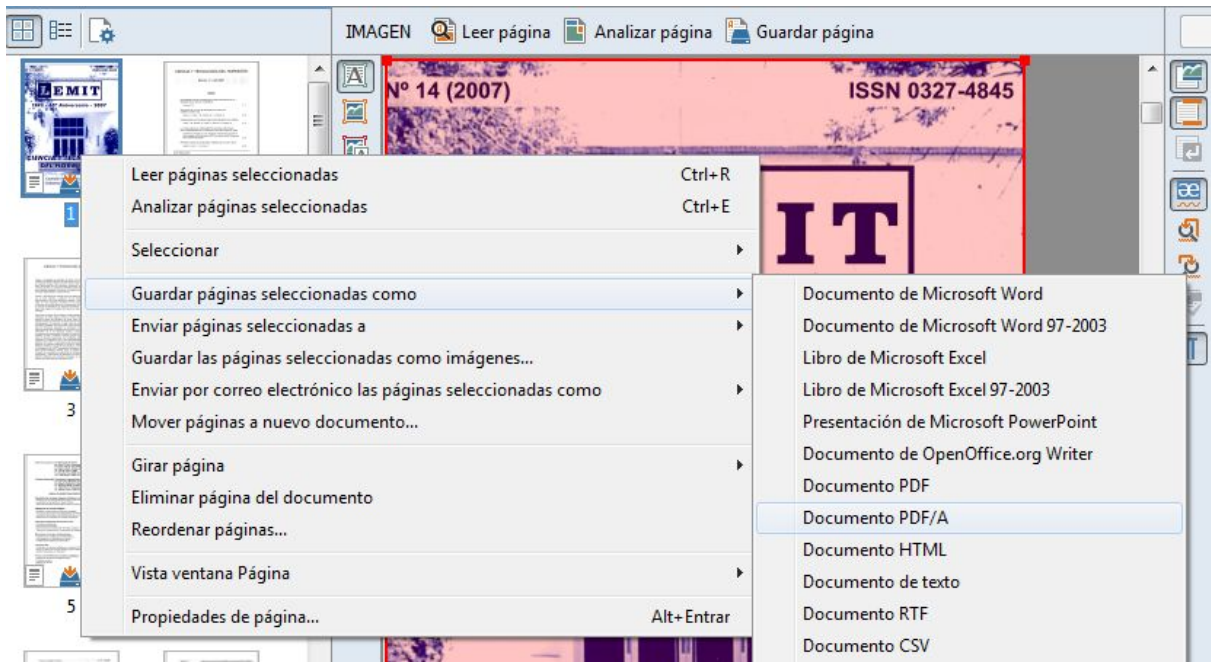 IMAGEN Leer página Analizar página Guardar página
LEMIT
Nº 14 (2007) ISSN 0327-4845
IT
1
3
5
Leer páginas seleccionadas Ctrl+R
Analizar páginas seleccionadas Ctrl+E
Seleccionar
Guardar páginas seleccionadas como
Enviar páginas seleccionadas a
Guardar las páginas seleccionadas como imágenes...
Enviar por correo electrónico las páginas seleccionadas como
Mover páginas a nuevo documento...
Girar página
Eliminar página del documento
Reordenar páginas...
Vista ventana Página
Propiedades de página... Alt+Entrar
Documento de Microsoft Word
Documento de Microsoft Word 97-2003
Libro de Microsoft Excel
Libro de Microsoft Excel 97-2003
Presentación de Microsoft PowerPoint
Documento de OpenOffice.org Writer
Documento PDF
Documento PDF/A
Documento HTML
Documento de texto
Documento RTF
Documento CSV